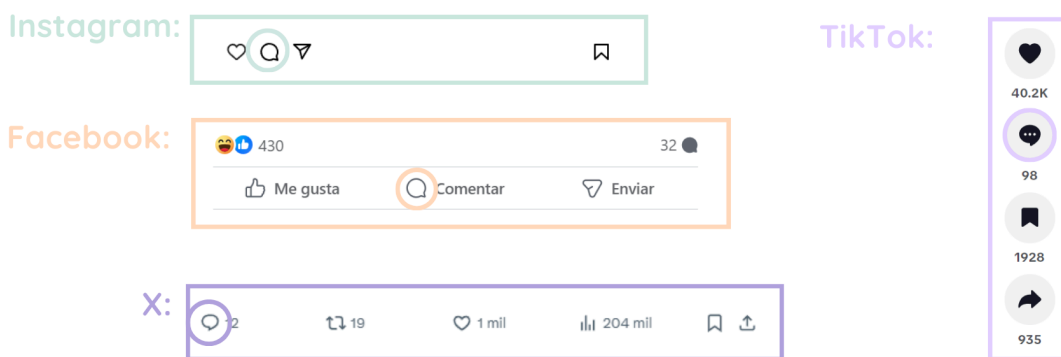 Instagram:
Facebook:
430
32
Me gusta
Comentar
Enviar
X:
12
19
1 mil
204 mil
TikTok:
40.2K
98
1928
935